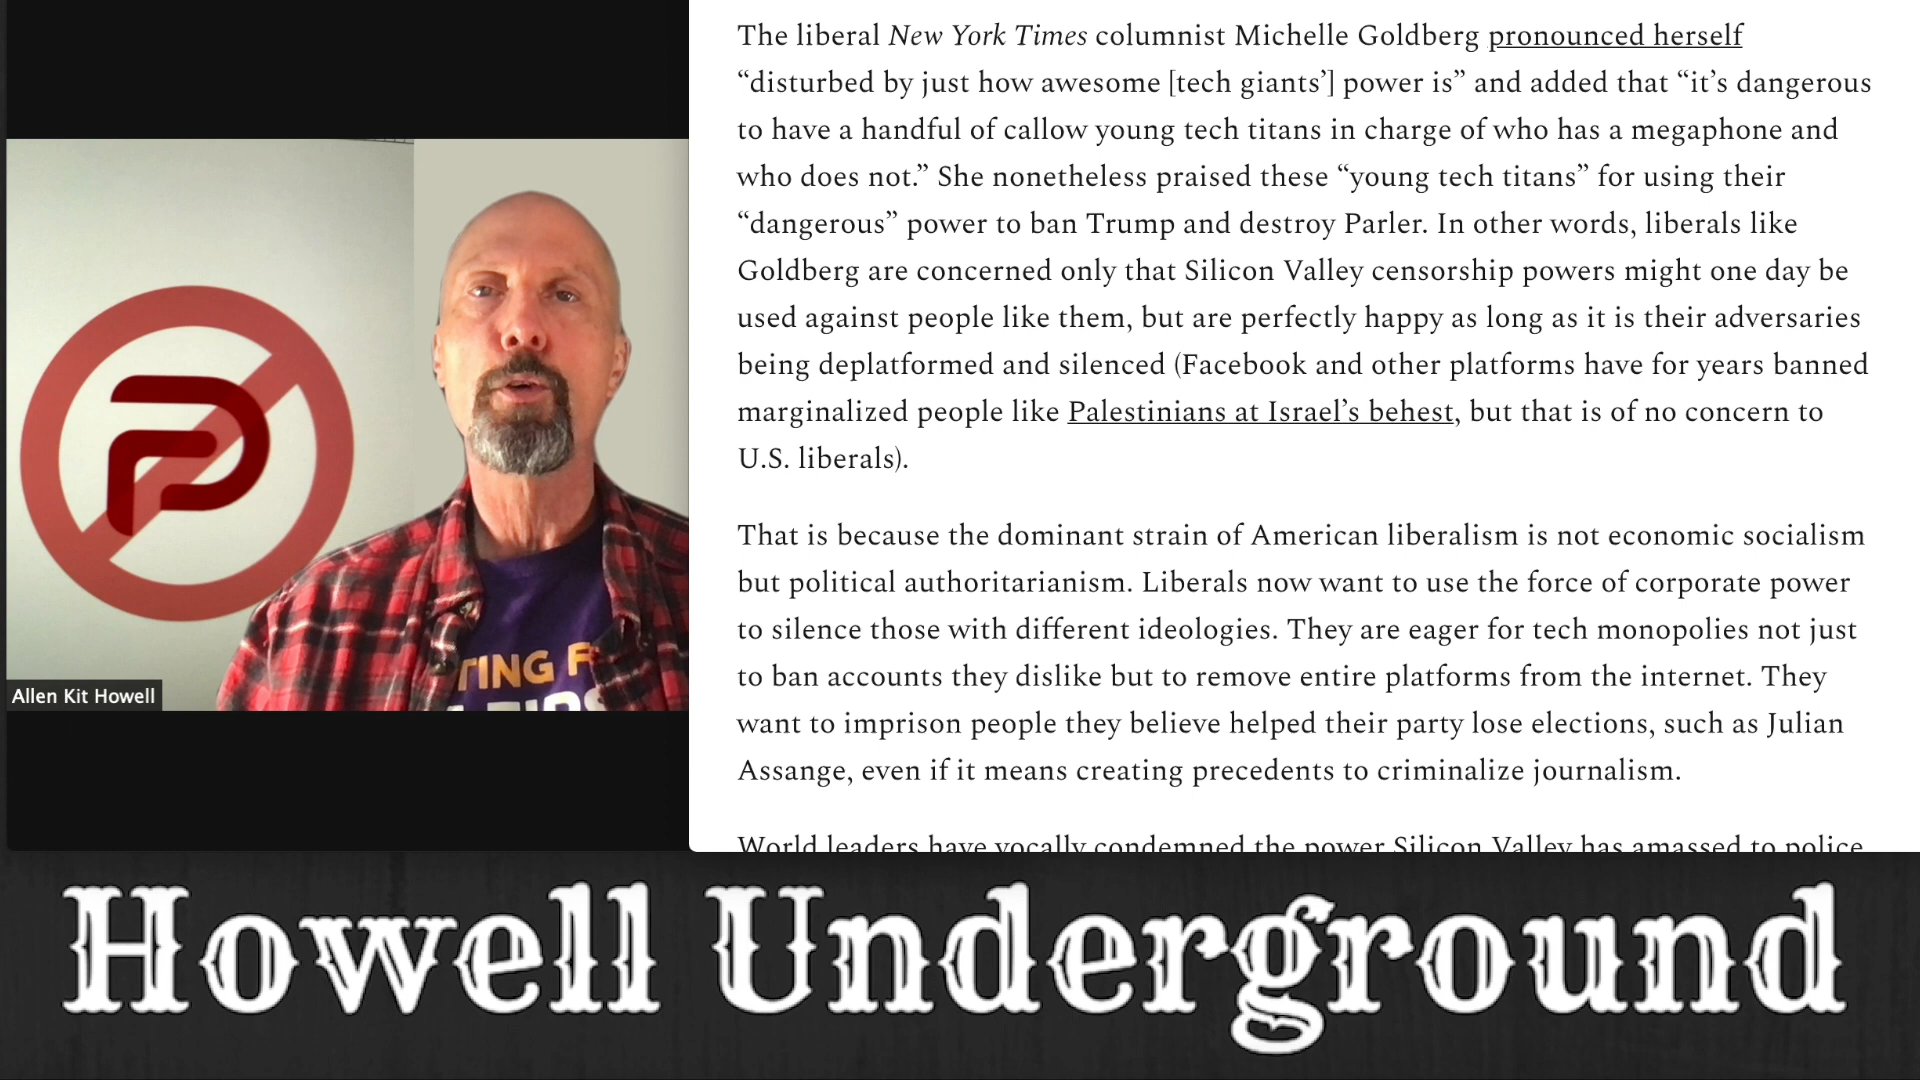 The liberal New York Times columnist Michelle Goldberg pronounced herself
“disturbed by just how awesome [tech giants’] power is” and added that “it’s dangerous
to have a handful of callow young tech titans in charge of who has a megaphone and
who does not.” She nonetheless praised these “young tech titans” for using their
“dangerous” power to ban Trump and destroy Parler. In other words, liberals like
Goldberg are concerned only that Silicon Valley censorship powers might one day be
used against people like them, but are perfectly happy as long as it is their adversaries
being deplatformed and silenced (Facebook and other platforms have for years banned
marginalized people like Palestinians at Israel’s behest, but that is of no concern to
U.S. liberals).
That is because the dominant strain of American liberalism is not economic socialism
but political authoritarianism. Liberals now want to use the force of corporate power
to silence those with different ideologies. They are eager for tech monopolies not just
to ban accounts they dislike but to remove entire platforms from the internet. They
want to imprison people they believe helped their party lose elections, such as Julian
Assange, even if it means creating precedents to criminalize journalism.
World leaders have vocally condemned the power Silicon Valley has amassed to police
TING F
Allen Kit Howell
Howell Underground